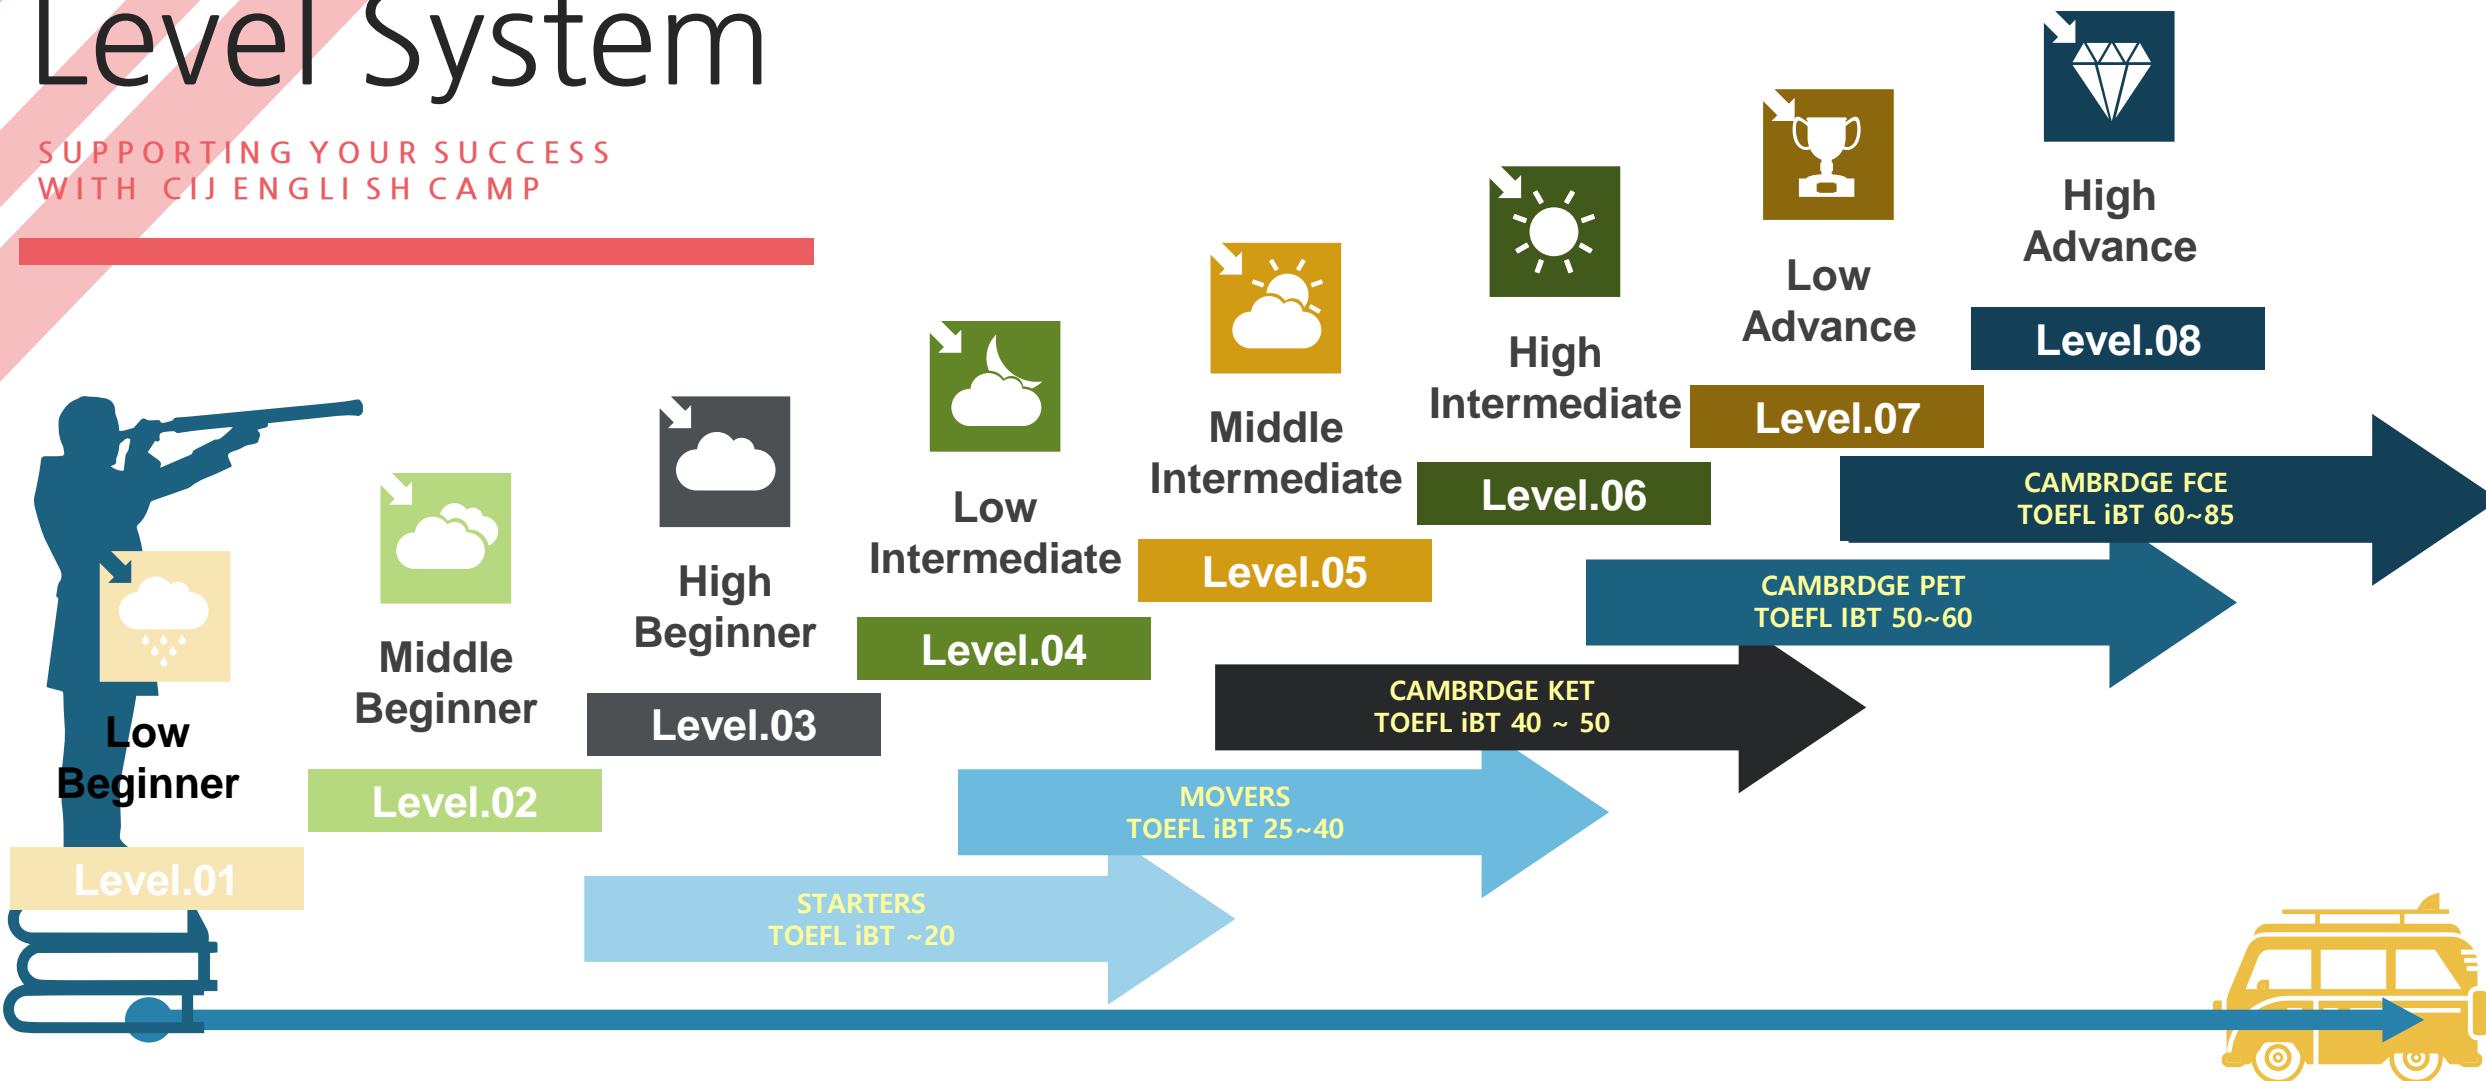 Level System
SUPPORTING YOUR SUCCESS
WITH CIJ ENGLISH CAMP
Low
Beginner
Level.01
Middle
Beginner
Level.02
High
Beginner
Level.03
Low
Intermediate
Level.04
Middle
Intermediate
Level.05
High
Intermediate
Level.06
Low
Advance
Level.07
High
Advance
Level.08
STARTERS
TOEFL iBT ~20
MOVERS
TOEFL iBT 25~40
CAMBRDGE KET
TOEFL iBT 40 ~ 50
CAMBRDGE PET
TOEFL IBT 50~60
CAMBRDGE FCE
TOEFL iBT 60~85